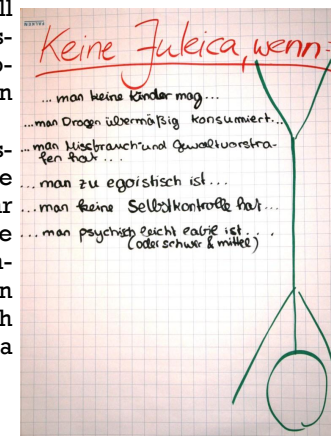 ll
s-
o-
n
s-
e
r
e
n-
n
h
a
Keine Juleica, wenn:
... man keine Kinder mag...
...man Drogen übermäßig konsumiert...
...man Missbrauch-und Gewaltvorstra-
fen hat...
...man zu egoistisch ist...
...man keine Selbstkontrolle hat...
...man psychisch leicht labil ist....
(oder schwer & mittel)